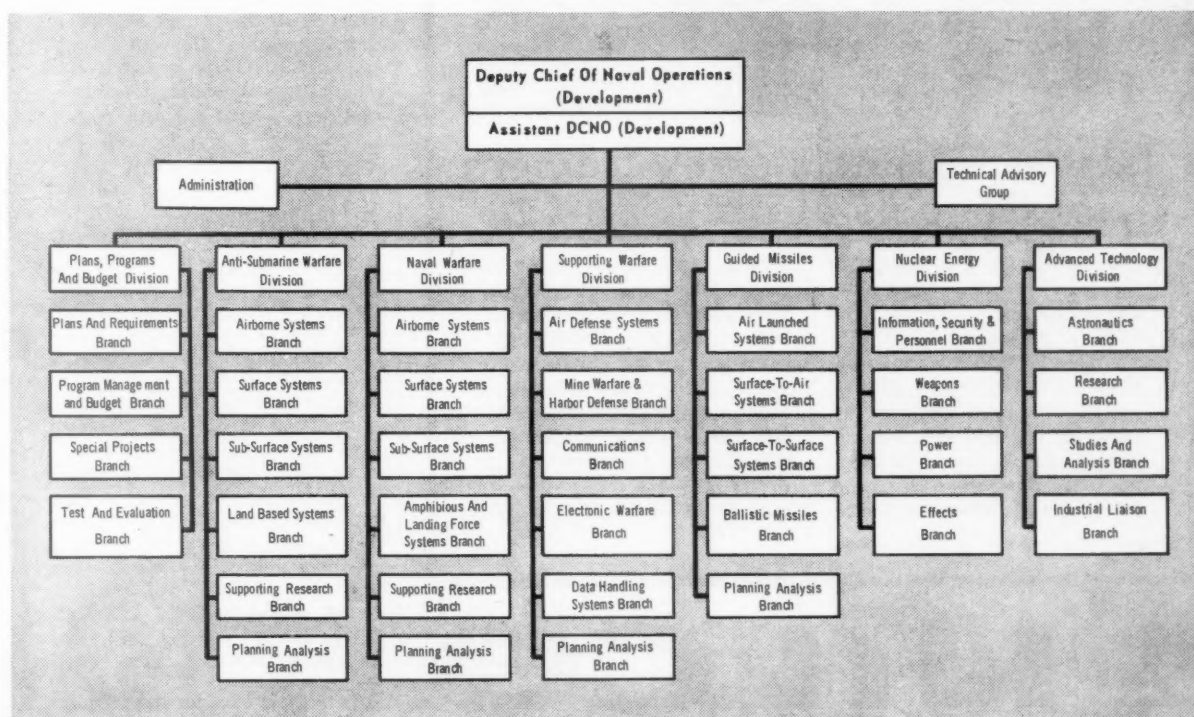 Deputy Chief Of Naval Operations
(Development)
Assistant DCNO (Development)
Administration
Technical Advisory
Group
Plans, Programs
And Budget Division
Plans And Requirements
Branch
Program Management
and Budget Branch
Special Projects
Branch
Test And Evaluation
Branch
Anti-Submarine Warfare
Division
Airborne Systems
Branch
Surface Systems
Branch
Sub-Surface Systems
Branch
Land Based Systems
Branch
Supporting Research
Branch
Planning Analysis
Branch
Naval Warfare
Division
Airborne Systems
Branch
Surface Systems
Branch
Sub-Surface Systems
Branch
Amphibious And
Landing Force
Systems Branch
Supporting Research
Branch
Planning Analysis
Branch
Supporting Warfare
Division
Air Defense Systems
Branch
Mine Warfare &
Harbor Defense Branch
Communications
Branch
Electronic Warfare
Branch
Data Handling
Systems Branch
Planning Analysis
Branch
Guided Missiles
Division
Air Launched
Systems Branch
Surface-To-Air
Systems Branch
Surface-To-Surface
Systems Branch
Ballistic Missiles
Branch
Planning Analysis
Branch
Nuclear Energy
Division
Information, Security &
Personnel Branch
Weapons
Branch
Power
Branch
Effects
Branch
Advanced Technology
Division
Astronautics
Branch
Research
Branch
Studies And
Analysis Branch
Industrial Liaison
Branch